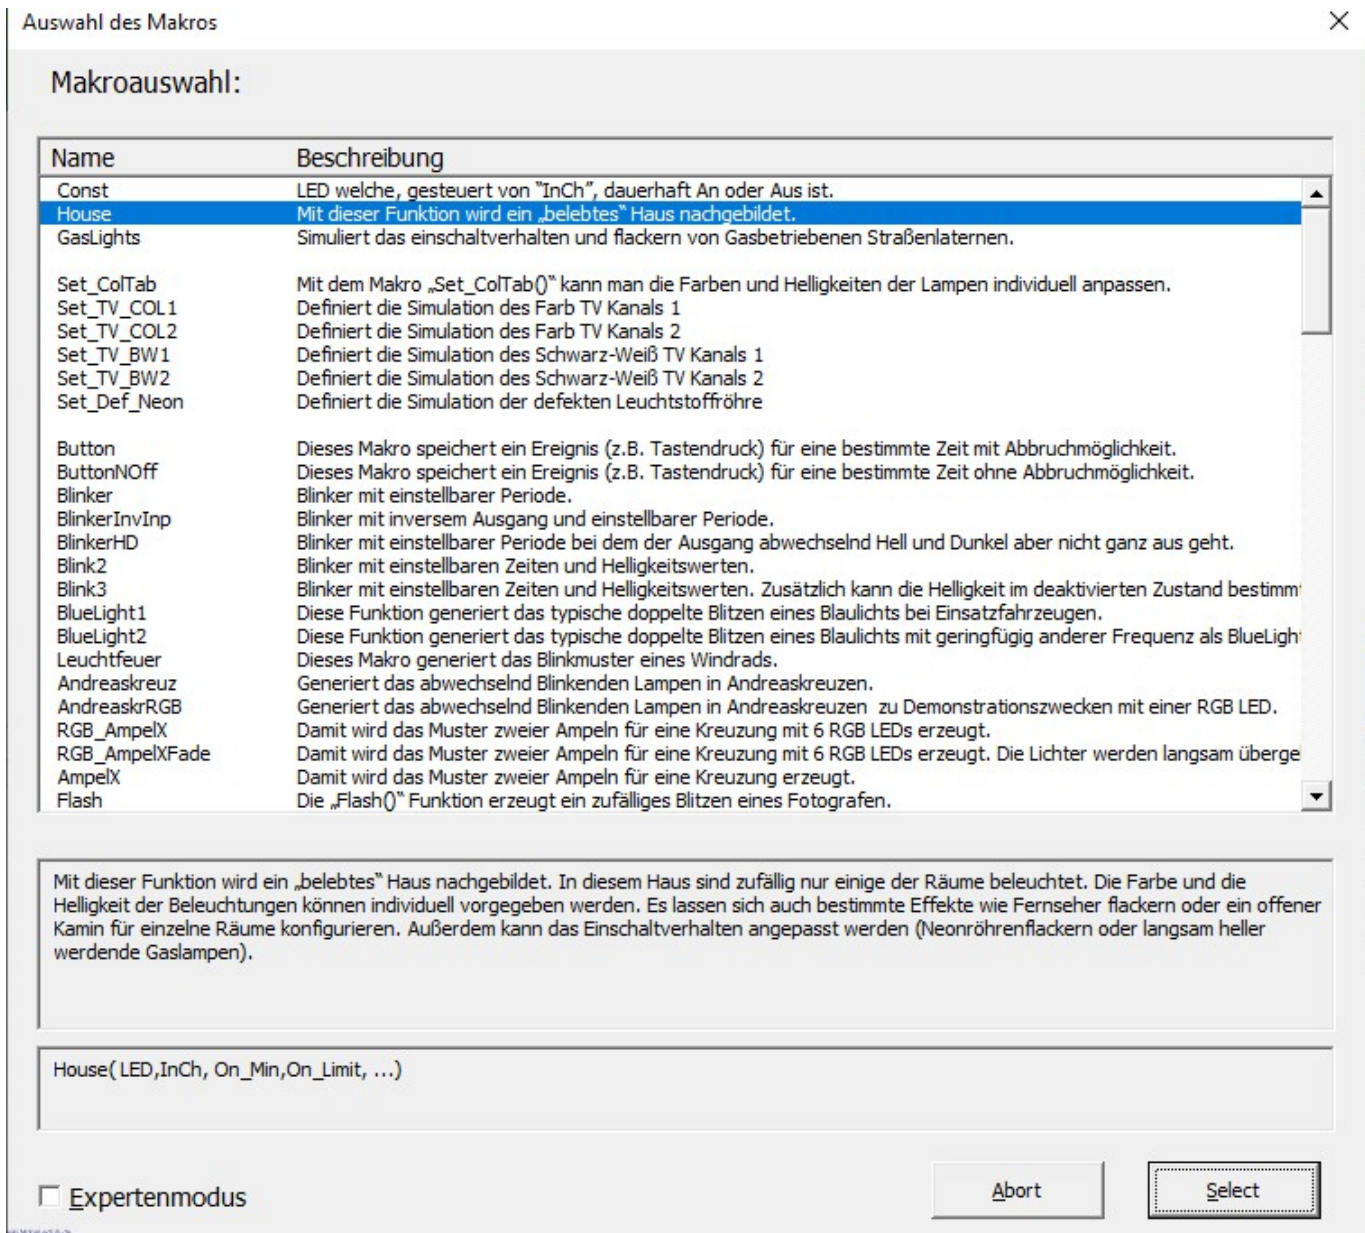 Auswahl des Makros
Makroauswahl:
Name Beschreibung
Const LED welche, gesteuert von "InCh", dauerhaft An oder Aus ist.
House Mit dieser Funktion wird ein „belebtes“ Haus nachgebildet.
GasLights Simuliert das einschaltverhalten und flackern von Gasbetriebenen Straßenlaternen.
Set_ColTab Mit dem Makro „Set_ColTab()“ kann man die Farben und Helligkeiten der Lampen individuell anpassen.
Set_TV_COL1 Definiert die Simulation des Farb TV Kanals 1
Set_TV_COL2 Definiert die Simulation des Farb TV Kanals 2
Set_TV_BW1 Definiert die Simulation des Schwarz-Weiß TV Kanals 1
Set_TV_BW2 Definiert die Simulation des Schwarz-Weiß TV Kanals 2
Set_Def_Neon Definiert die Simulation der defekten Leuchtstoffröhre
Button Dieses Makro speichert ein Ereignis (z.B. Tastendruck) für eine bestimmte Zeit mit Abbruchmöglichkeit.
ButtonNOff Dieses Makro speichert ein Ereignis (z.B. Tastendruck) für eine bestimmte Zeit ohne Abbruchmöglichkeit.
Blinker Blinker mit einstellbarer Periode.
BlinkerInvInp Blinker mit inversem Ausgang und einstellbarer Periode.
BlinkerHD Blinker mit einstellbarer Periode bei dem der Ausgang abwechselnd Hell und Dunkel aber nicht ganz aus geht.
Blink2 Blinker mit einstellbaren Zeiten und Helligkeitswerten.
Blink3 Blinker mit einstellbaren Zeiten und Helligkeitswerten. Zusätzlich kann die Helligkeit im deaktivierten Zustand bestimmt
BlueLight1 Diese Funktion generiert das typische doppelte Blitzen eines Blaulichts bei Einsatzfahrzeugen.
BlueLight2 Diese Funktion generiert das typische doppelte Blitzen eines Blaulichts mit geringfügig anderer Frequenz als BlueLigh
Leuchtfeuer Dieses Makro generiert das Blinkmuster eines Windrads.
Andreaskreuz Generiert das abwechselnd Blinkenden Lampen in Andreaskreuzen.
AndreaskrRGB Generiert das abwechselnd Blinkenden Lampen in Andreaskreuzen zu Demonstrationszwecken mit einer RGB LED.
RGB_AmpelX Damit wird das Muster zweier Ampeln für eine Kreuzung mit 6 RGB LEDs erzeugt.
RGB_AmpelXFade Damit wird das Muster zweier Ampeln für eine Kreuzung mit 6 RGB LEDs erzeugt. Die Lichter werden langsam überge
AmpelX Damit wird das Muster zweier Ampeln für eine Kreuzung erzeugt.
Flash Die „Flash()“ Funktion erzeugt ein zufälliges Blitzen eines Fotografen.
Mit dieser Funktion wird ein „belebtes“ Haus nachgebildet. In diesem Haus sind zufällig nur einige der Räume beleuchtet. Die Farbe und die
Helligkeit der Beleuchtungen können individuell vorgegeben werden. Es lassen sich auch bestimmte Effekte wie Fernseher flackern oder ein offener
Kamin für einzelne Räume konfigurieren. Außerdem kann das Einschaltverhalten angepasst werden (Neonröhrenflackern oder langsam heller
werdende Gaslampen).
House( LED,InCh, On_Min,On_Limit, ...)
Expertenmodus
Abort
Select